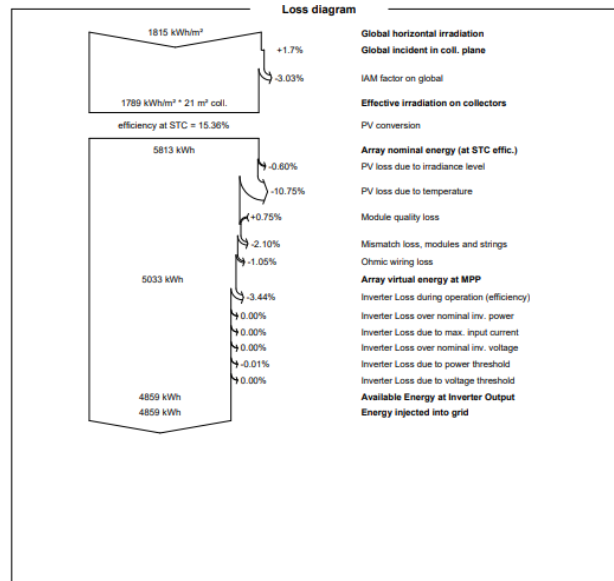 Loss diagram
1815 kWh/m² Global horizontal irradiation
+1.7% Global incident in coll. plane
-3.03% IAM factor on global
1789 kWh/m² * 21 m² coll. Effective irradiation on collectors
efficiency at STC = 15.36% PV conversion
5813 kWh Array nominal energy (at STC effic.)
-0.60% PV loss due to irradiance level
-10.75% PV loss due to temperature
+0.75% Module quality loss
-2.10% Mismatch loss, modules and strings
-1.05% Ohmic wiring loss
5033 kWh Array virtual energy at MPP
-3.44% Inverter Loss during operation (efficiency)
0.00% Inverter Loss over nominal inv. power
0.00% Inverter Loss due to max. input current
0.00% Inverter Loss over nominal inv. voltage
-0.01% Inverter Loss due to power threshold
0.00% Inverter Loss due to voltage threshold
4859 kWh Available Energy at Inverter Output
4859 kWh Energy injected into grid